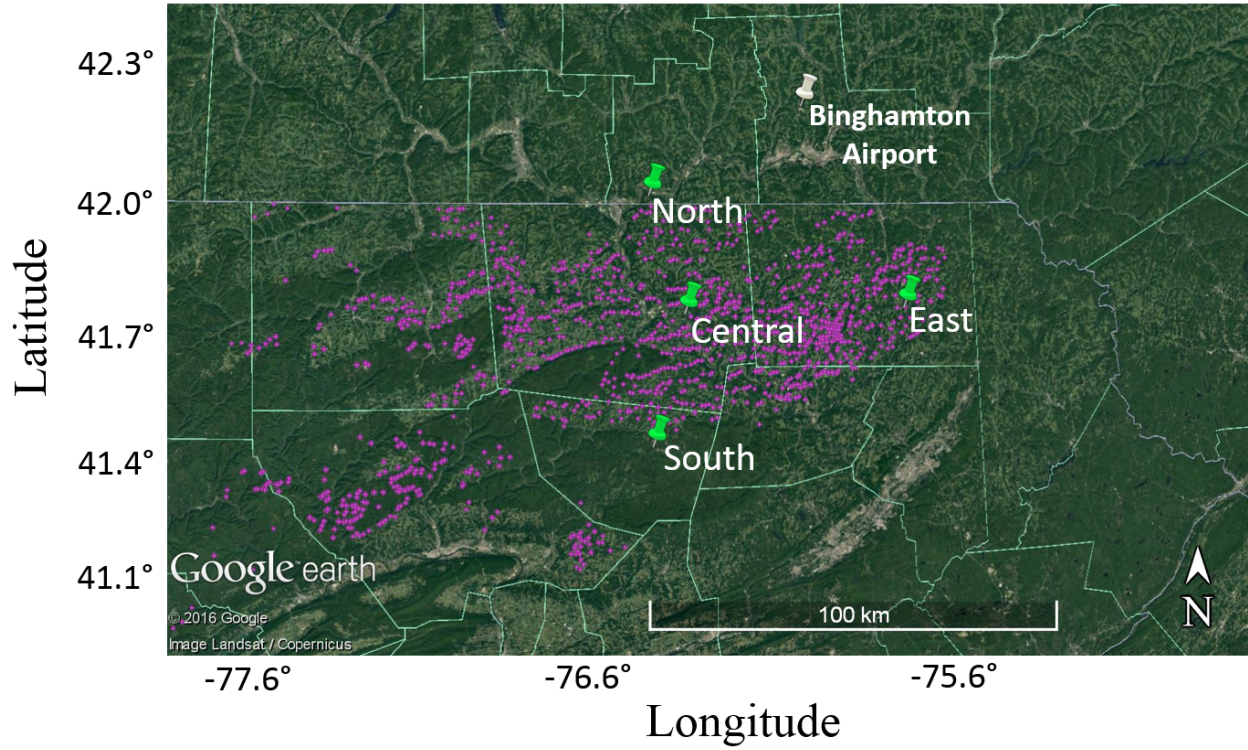 42.3°
42.0°
41.7°
41.4°
41.1°
Latitude
Binghamton
Airport
North
Central
East
South
Google earth
© 2016 Google
Image Landsat / Copernicus
100 km
N
-77.6°
-76.6°
-75.6°
Longitude